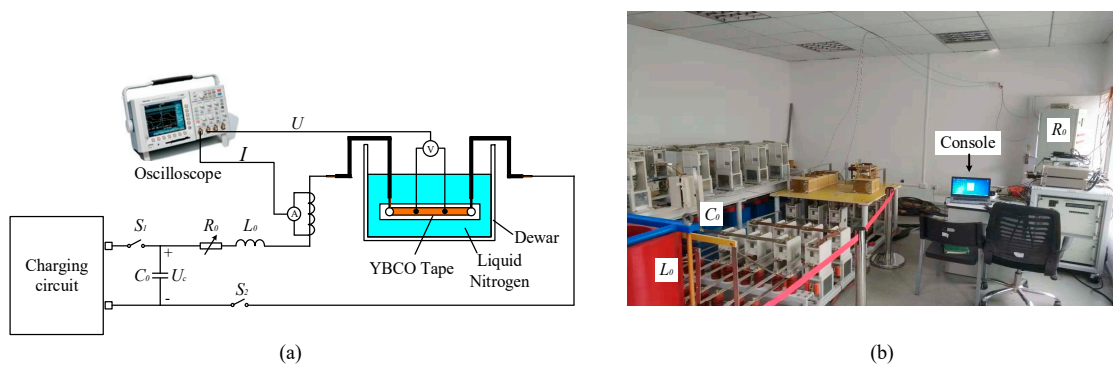 U
V
I
Oscilloscope
A
S1
R0
L0
Dewar
Liquid
Nitrogen
YBCO Tape
Charging
circuit
+
C0
Uc
-
S2
(a)
R0
Console
C0
L0
(b)